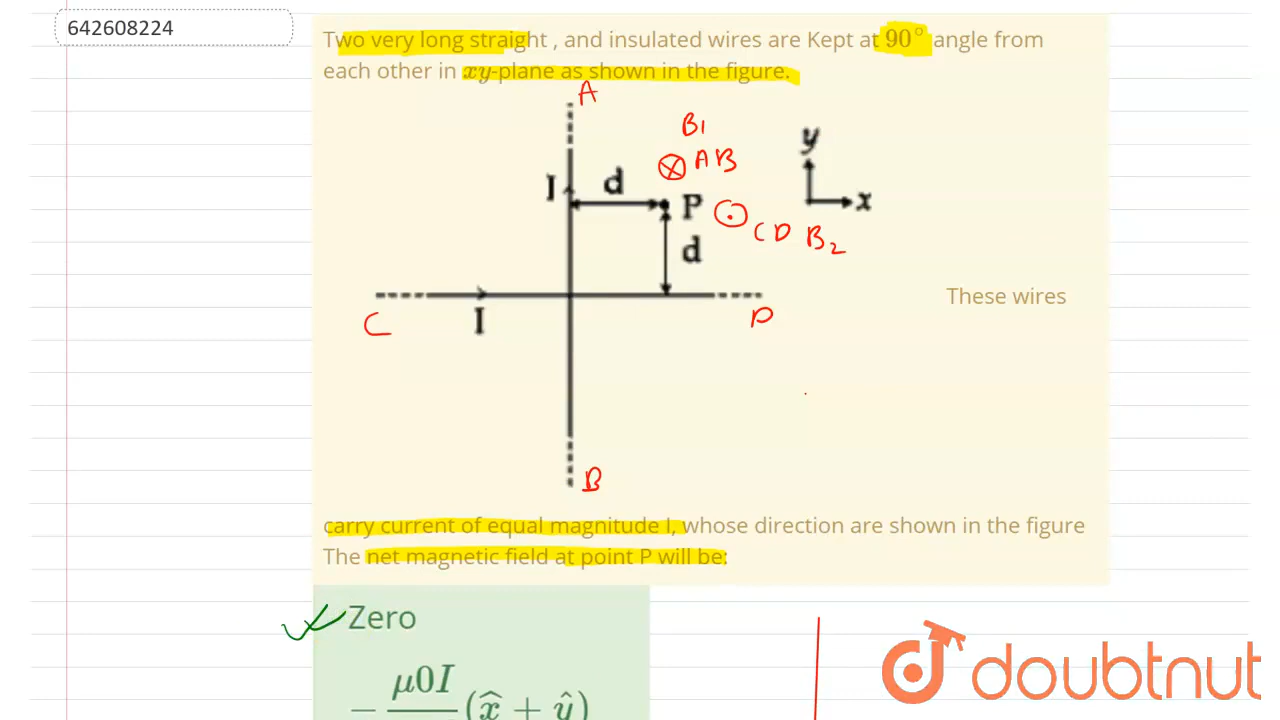 642608224
Two very long straight , and insulated wires are Kept at 90° angle from
each other in xy-plane as shown in the figure.
A
B1
AB
I
d
P
y
x
CD B2
d
These wires
C
I
D
B
carry current of equal magnitude I, whose direction are shown in the figure
The net magnetic field at point P will be:
Zero
− μ0I (x̂ + ŷ)
doubtnut